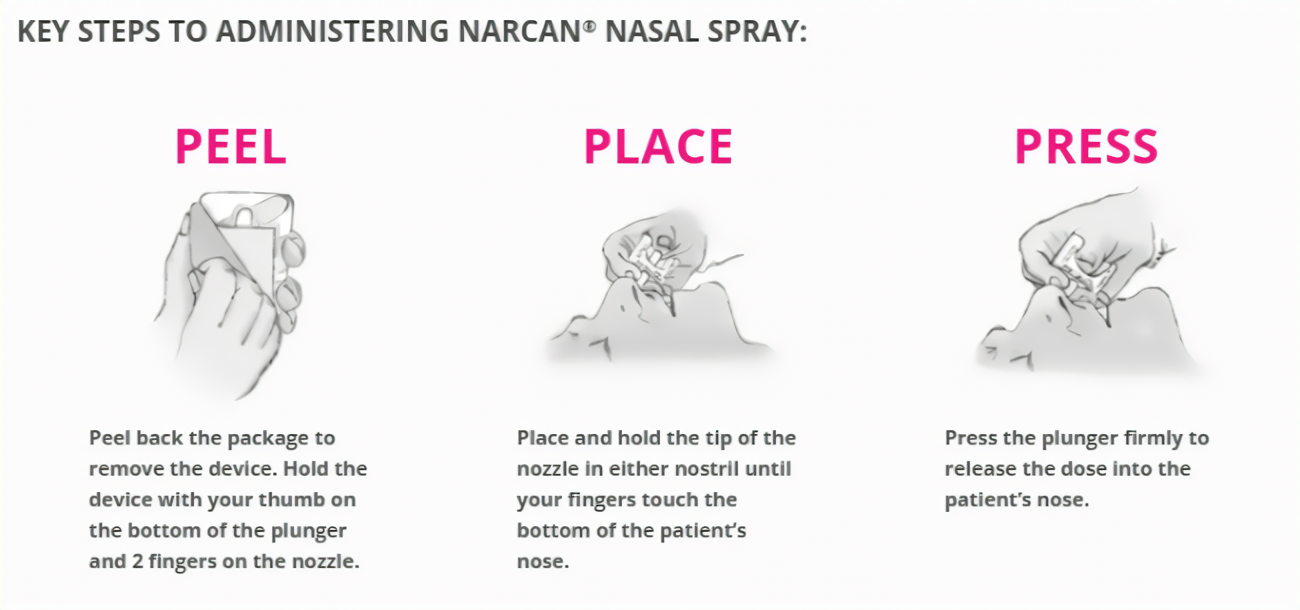 KEY STEPS TO ADMINISTERING NARCAN® NASAL SPRAY:
PEEL
Peel back the package to
remove the device. Hold the
device with your thumb on
the bottom of the plunger
and 2 fingers on the nozzle.
PLACE
Place and hold the tip of the
nozzle in either nostril until
your fingers touch the
bottom of the patient's
nose.
PRESS
Press the plunger firmly to
release the dose into the
patient's nose.